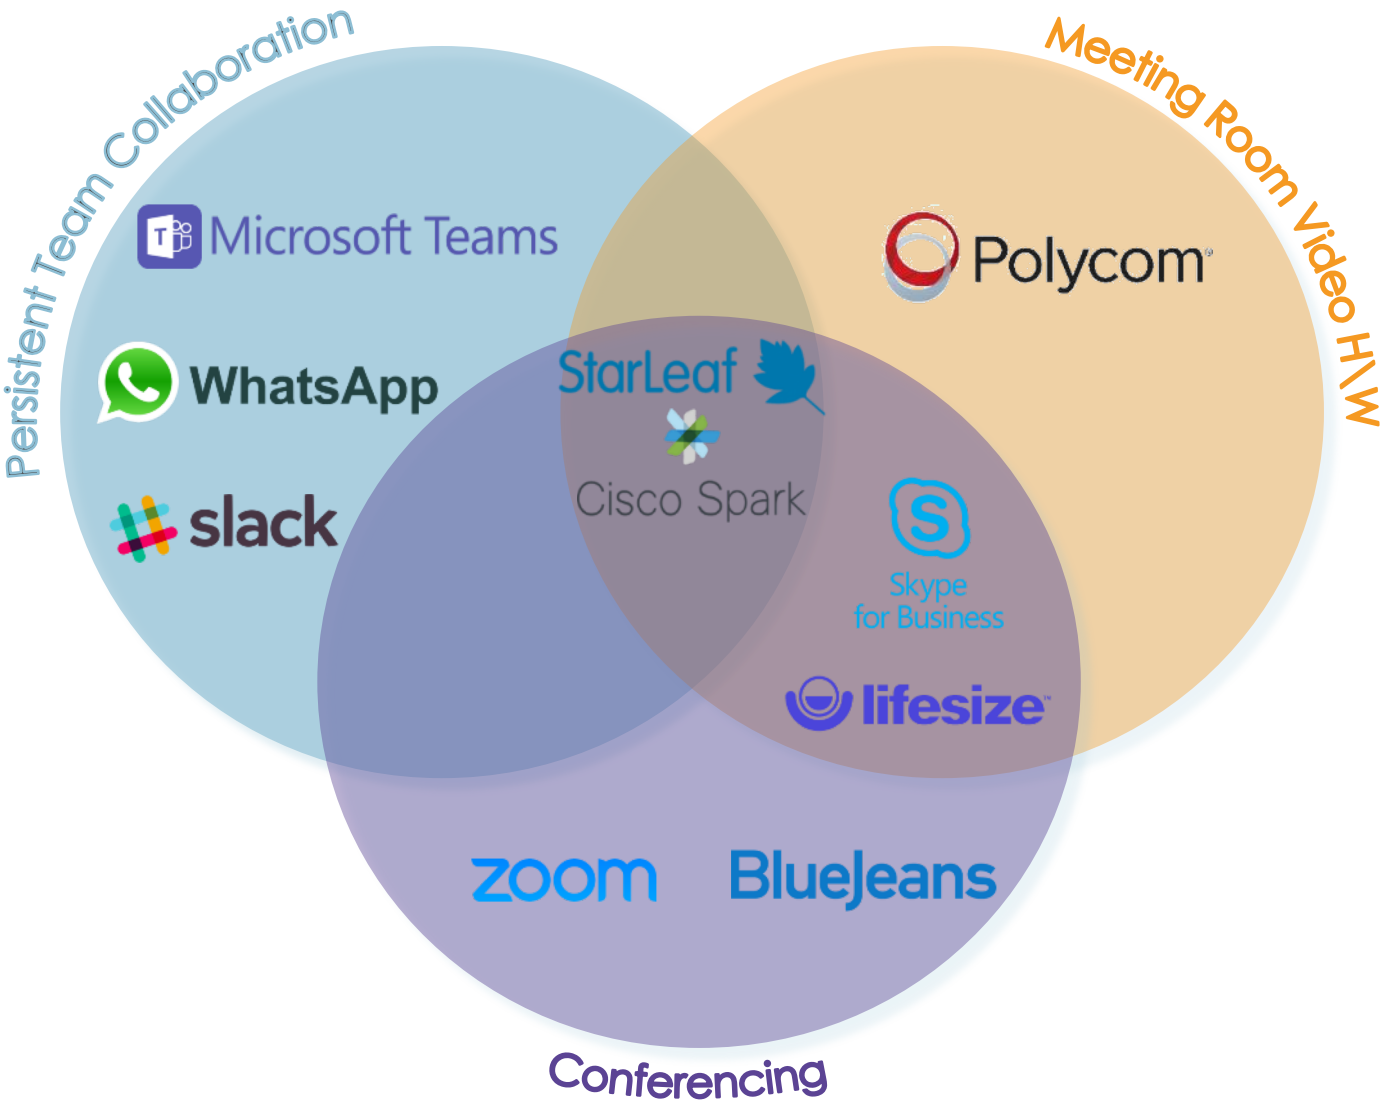 Persistent Team Collaboration
Meeting Room Video H\W
T
Microsoft Teams
Polycom
WhatsApp
StarLeaf
Cisco Spark
slack
S
Skype
for Business
lifesize™
zoom
BlueJeans
Conferencing